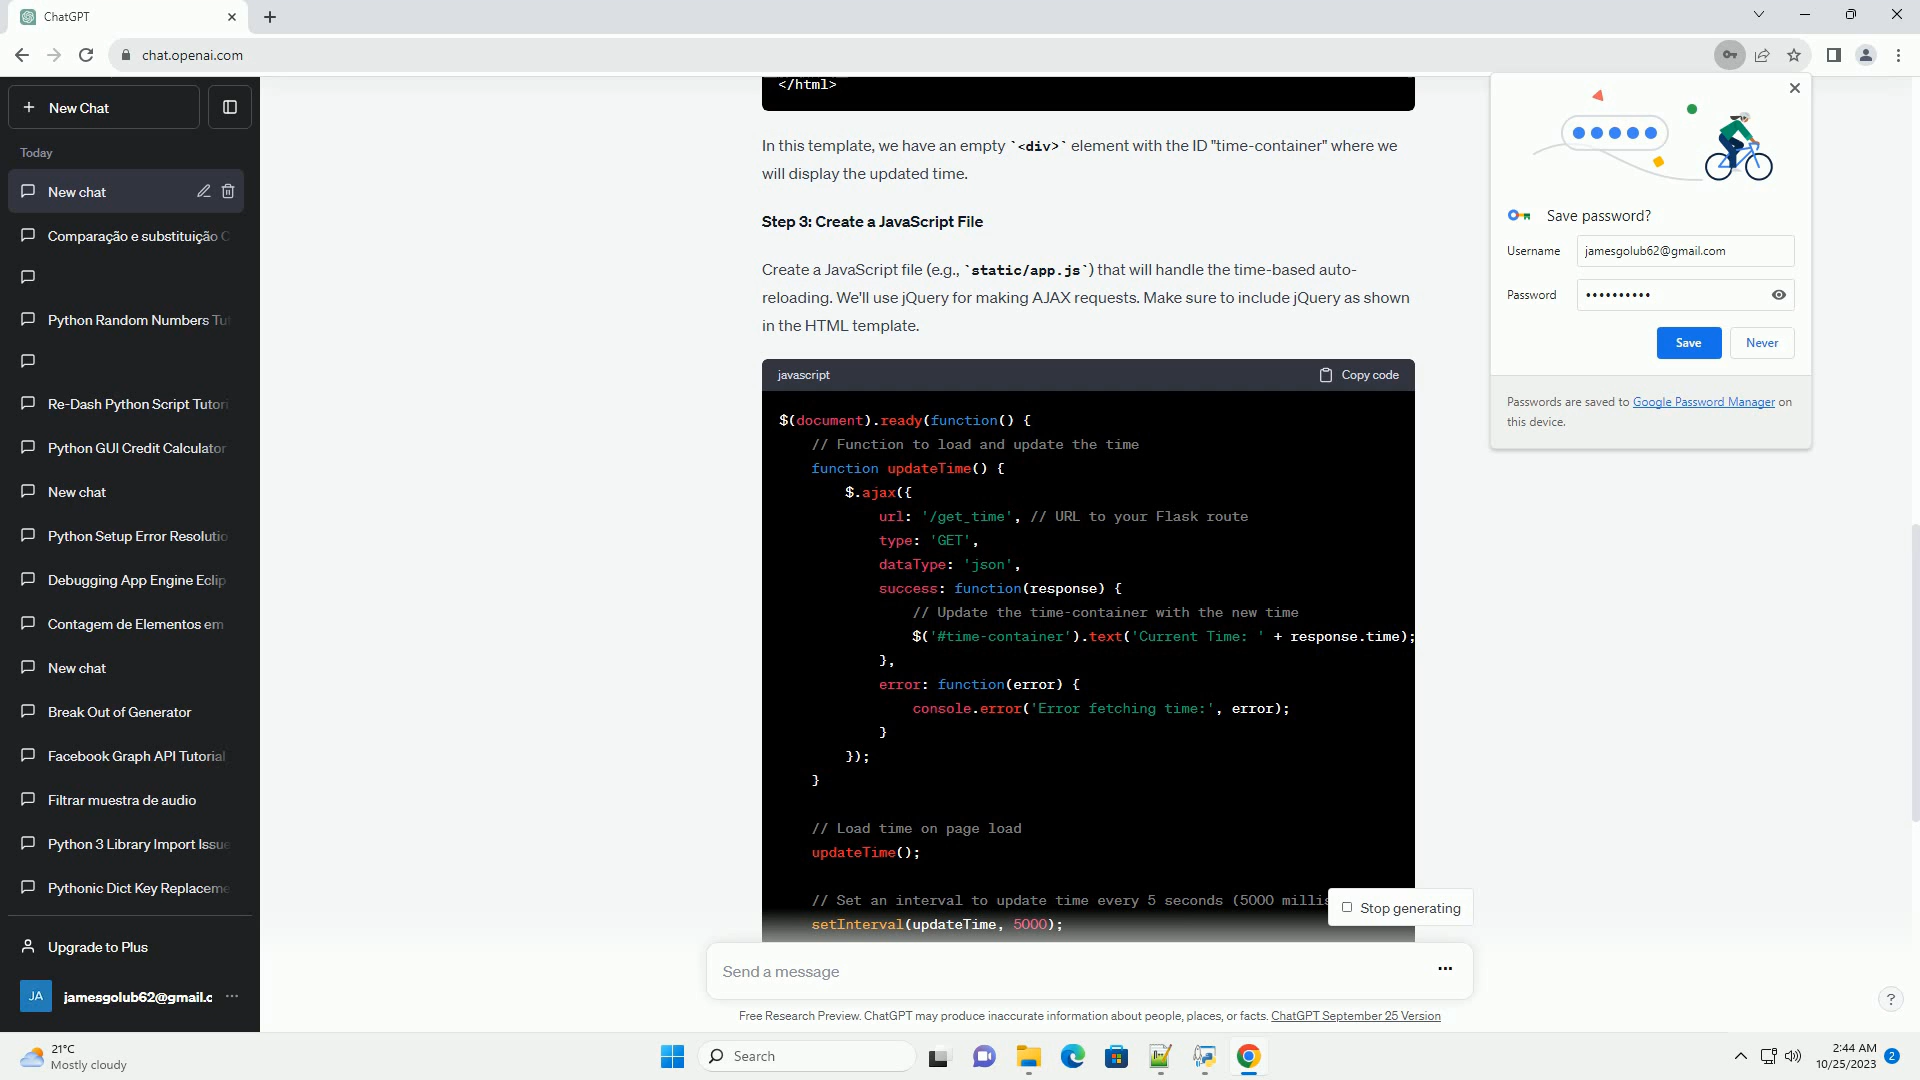 ChatGPT
chat.openai.com
New Chat
Today
New chat
Comparação e substituição C
Python Random Numbers Tut
Re-Dash Python Script Tutori
Python GUI Credit Calculator
New chat
Python Setup Error Resolutio
Debugging App Engine Eclip
Contagem de Elementos em
New chat
Break Out of Generator
Facebook Graph API Tutorial
Filtrar muestra de audio
Python 3 Library Import Issue
Pythonic Dict Key Replaceme
Upgrade to Plus
JA jamesgolub62@gmail.c
</html>
In this template, we have an empty `<div>` element with the ID "time-container" where we
will display the updated time.
Step 3: Create a JavaScript File
Create a JavaScript file (e.g., `static/app.js`) that will handle the time-based auto-
reloading. We'll use jQuery for making AJAX requests. Make sure to include jQuery as shown
in the HTML template.
javascript Copy code
$(document).ready(function() {
// Function to load and update the time
function updateTime() {
$.ajax({
url: '/get_time', // URL to your Flask route
type: 'GET',
dataType: 'json',
success: function(response) {
// Update the time-container with the new time
$('#time-container').text('Current Time: ' + response.time);
},
error: function(error) {
console.error('Error fetching time:', error);
}
});
}
// Load time on page load
updateTime();
// Set an interval to update time every 5 seconds (5000 millis
setInterval(updateTime, 5000);
Stop generating
Send a message
Free Research Preview. ChatGPT may produce inaccurate information about people, places, or facts. ChatGPT September 25 Version
Save password?
Username jamesgolub62@gmail.com
Password ••••••••••
Save Never
Passwords are saved to Google Password Manager on
this device.
?
21°C
Mostly cloudy
Search
2:44 AM
10/25/2023
2